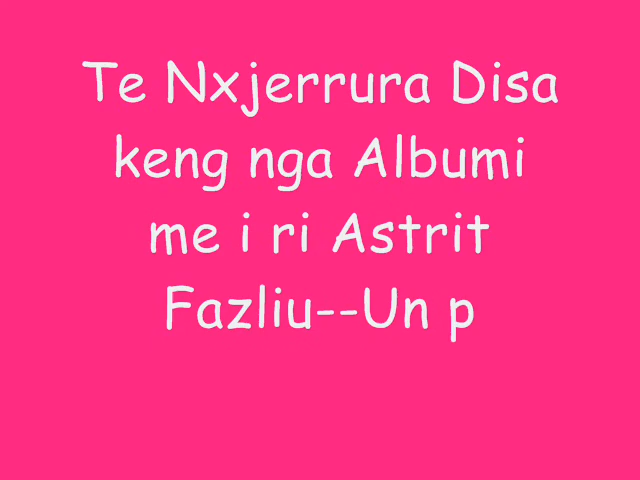 Te Nxjerrura Disa
keng nga Albumi
me i ri Astrit
Fazliu--Un p